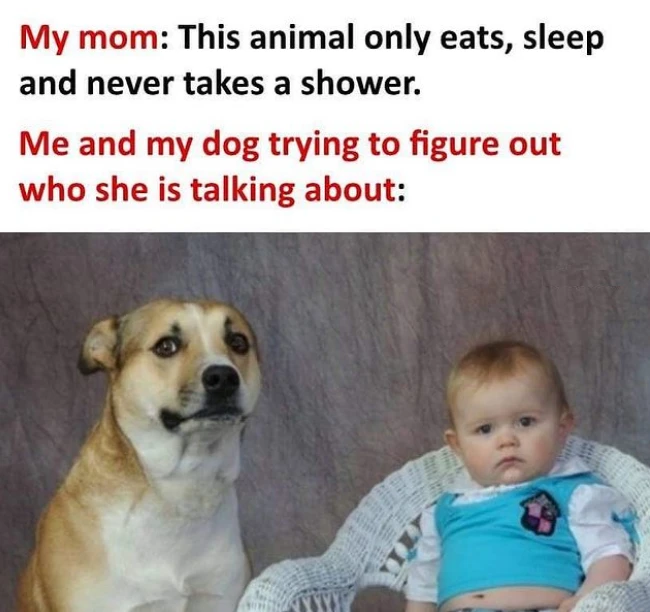 My mom: This animal only eats, sleep
and never takes a shower.
Me and my dog trying to figure out
who she is talking about: